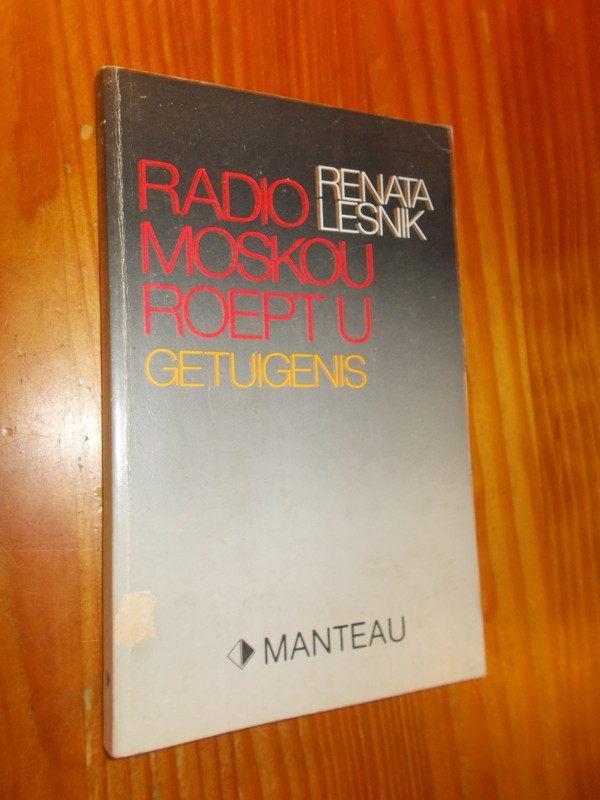 RENATA
LESNIK
RADIO
MOSKOU
ROEPT U
GETUIGENIS
MANTEAU